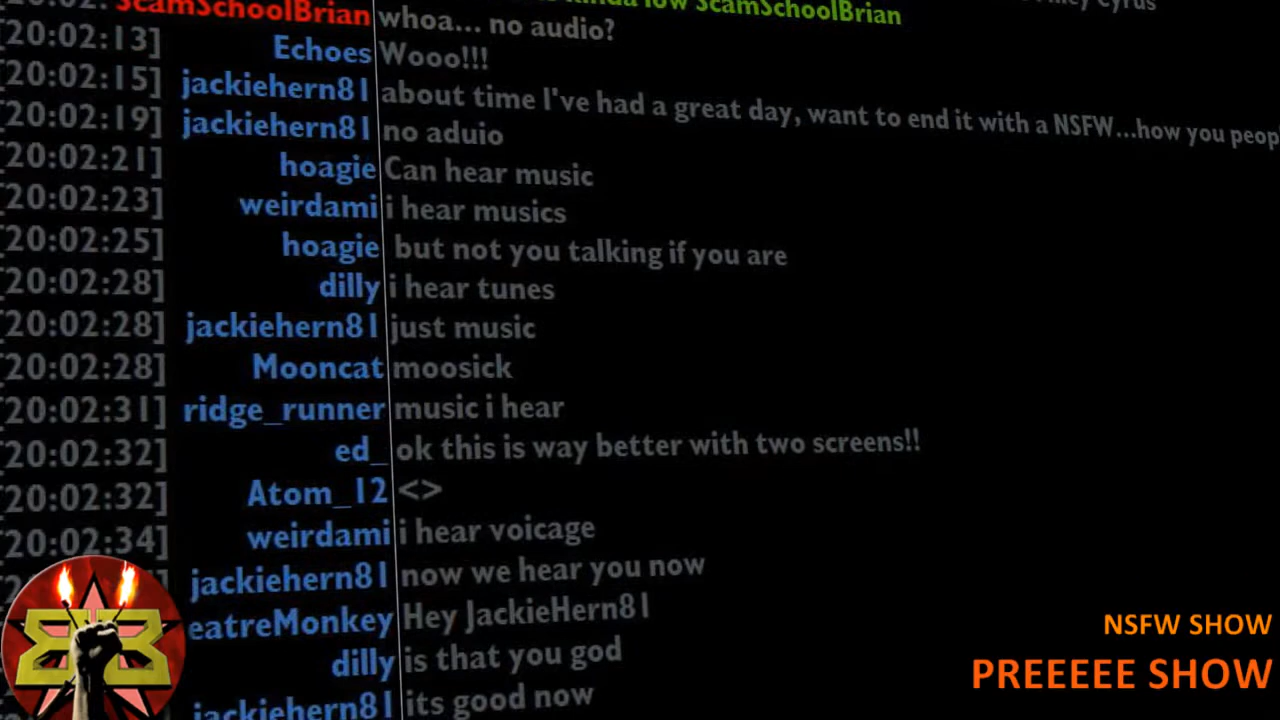 ScamSchoolBrian kinda low ScamSchoolBrian
[20:02:13] Echoes whoa... no audio?
[20:02:15] jackiehern81 Wooo!!!
[20:02:19] jackiehern81 about time I've had a great day, want to end it with a NSFW...how you peop
[20:02:21] hoagie no aduio
[20:02:23] weirdami Can hear music
[20:02:25] hoagie i hear musics
[20:02:28] dilly but not you talking if you are
[20:02:28] jackiehern81 i hear tunes
[20:02:28] Mooncat just music
[20:02:31] ridge_runner moosick
[20:02:32] ed_ music i hear
[20:02:32] Atom_12 ok this is way better with two screens!!
[20:02:34] weirdami <>
jackiehern81 i hear voicage
eatreMonkey now we hear you now
dilly Hey JackieHern81
jackiehern81 is that you god
its good now
NSFW SHOW
PREEEEE SHOW